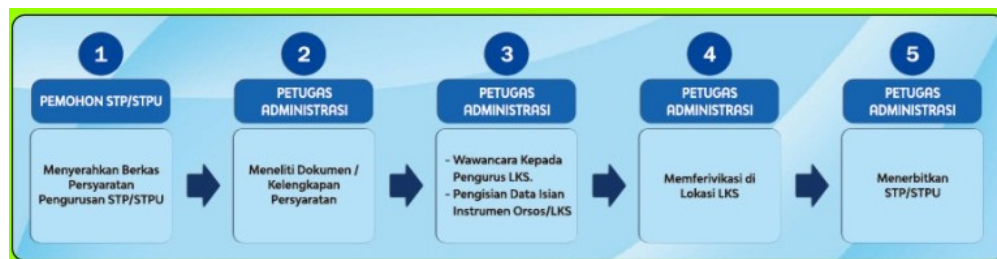 1
PEMOHON STP/STPU
Menyerahkan Berkas
Persyaratan
Pengurusan STP/STPU
2
PETUGAS
ADMINISTRASI
Meneliti Dokumen /
Kelengkapan
Persyaratan
3
PETUGAS
ADMINISTRASI
- Wawancara Kepada
Pengurus LKS.
- Pengisian Data Isian
Instrumen Orsos/LKS
4
PETUGAS
ADMINISTRASI
Memferivikasi di
Lokasi LKS
5
PETUGAS
ADMINISTRASI
Menerbitkan
STP/STPU